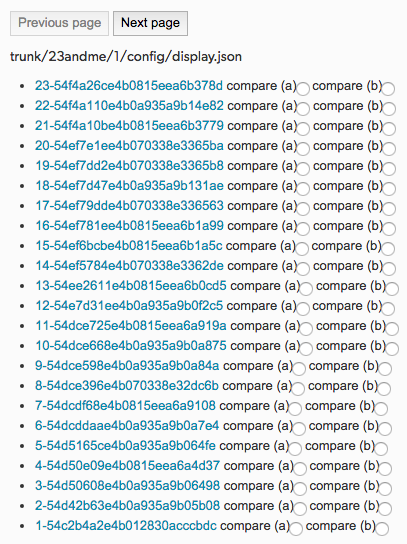 Previous page Next page
trunk/23andme/1/config/display.json
23-54f4a26ce4b0815eea6b378d compare (a) compare (b)
22-54f4a110e4b0a935a9b14e82 compare (a) compare (b)
21-54f4a10be4b0815eea6b3779 compare (a) compare (b)
20-54ef7e1ee4b070338e3365ba compare (a) compare (b)
19-54ef7dd2e4b070338e3365b8 compare (a) compare (b)
18-54ef7d47e4b0a935a9b131ae compare (a) compare (b)
17-54ef79dde4b070338e336563 compare (a) compare (b)
16-54ef781ee4b0815eea6b1a99 compare (a) compare (b)
15-54ef6bcbe4b0815eea6b1a5c compare (a) compare (b)
14-54ef5784e4b070338e3362de compare (a) compare (b)
13-54ee2611e4b0815eea6b0cd5 compare (a) compare (b)
12-54e7d31ee4b0a935a9b0f2c5 compare (a) compare (b)
11-54dce725e4b0815eea6a919a compare (a) compare (b)
10-54dce668e4b0a935a9b0a875 compare (a) compare (b)
9-54dce598e4b0a935a9b0a84a compare (a) compare (b)
8-54dce396e4b070338e32dc6b compare (a) compare (b)
7-54dcdf68e4b0815eea6a9108 compare (a) compare (b)
6-54dcddaae4b0a935a9b0a7e4 compare (a) compare (b)
5-54d5165ce4b0a935a9b064fe compare (a) compare (b)
4-54d50e09e4b0815eea6a4d37 compare (a) compare (b)
3-54d50608e4b0a935a9b06498 compare (a) compare (b)
2-54d42b63e4b0a935a9b05b08 compare (a) compare (b)
1-54c2b4a2e4b012830acccbdc compare (a) compare (b)